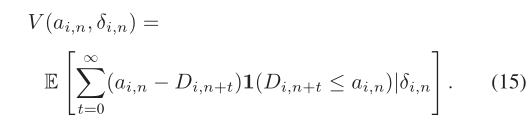 V(a_{i,n}, δ_{i,n}) =
𝔼 [ ∑_{t=0}^{∞} (a_{i,n} − D_{i,n+t}) 𝟏(D_{i,n+t} ≤ a_{i,n}) | δ_{i,n} ] . (15)